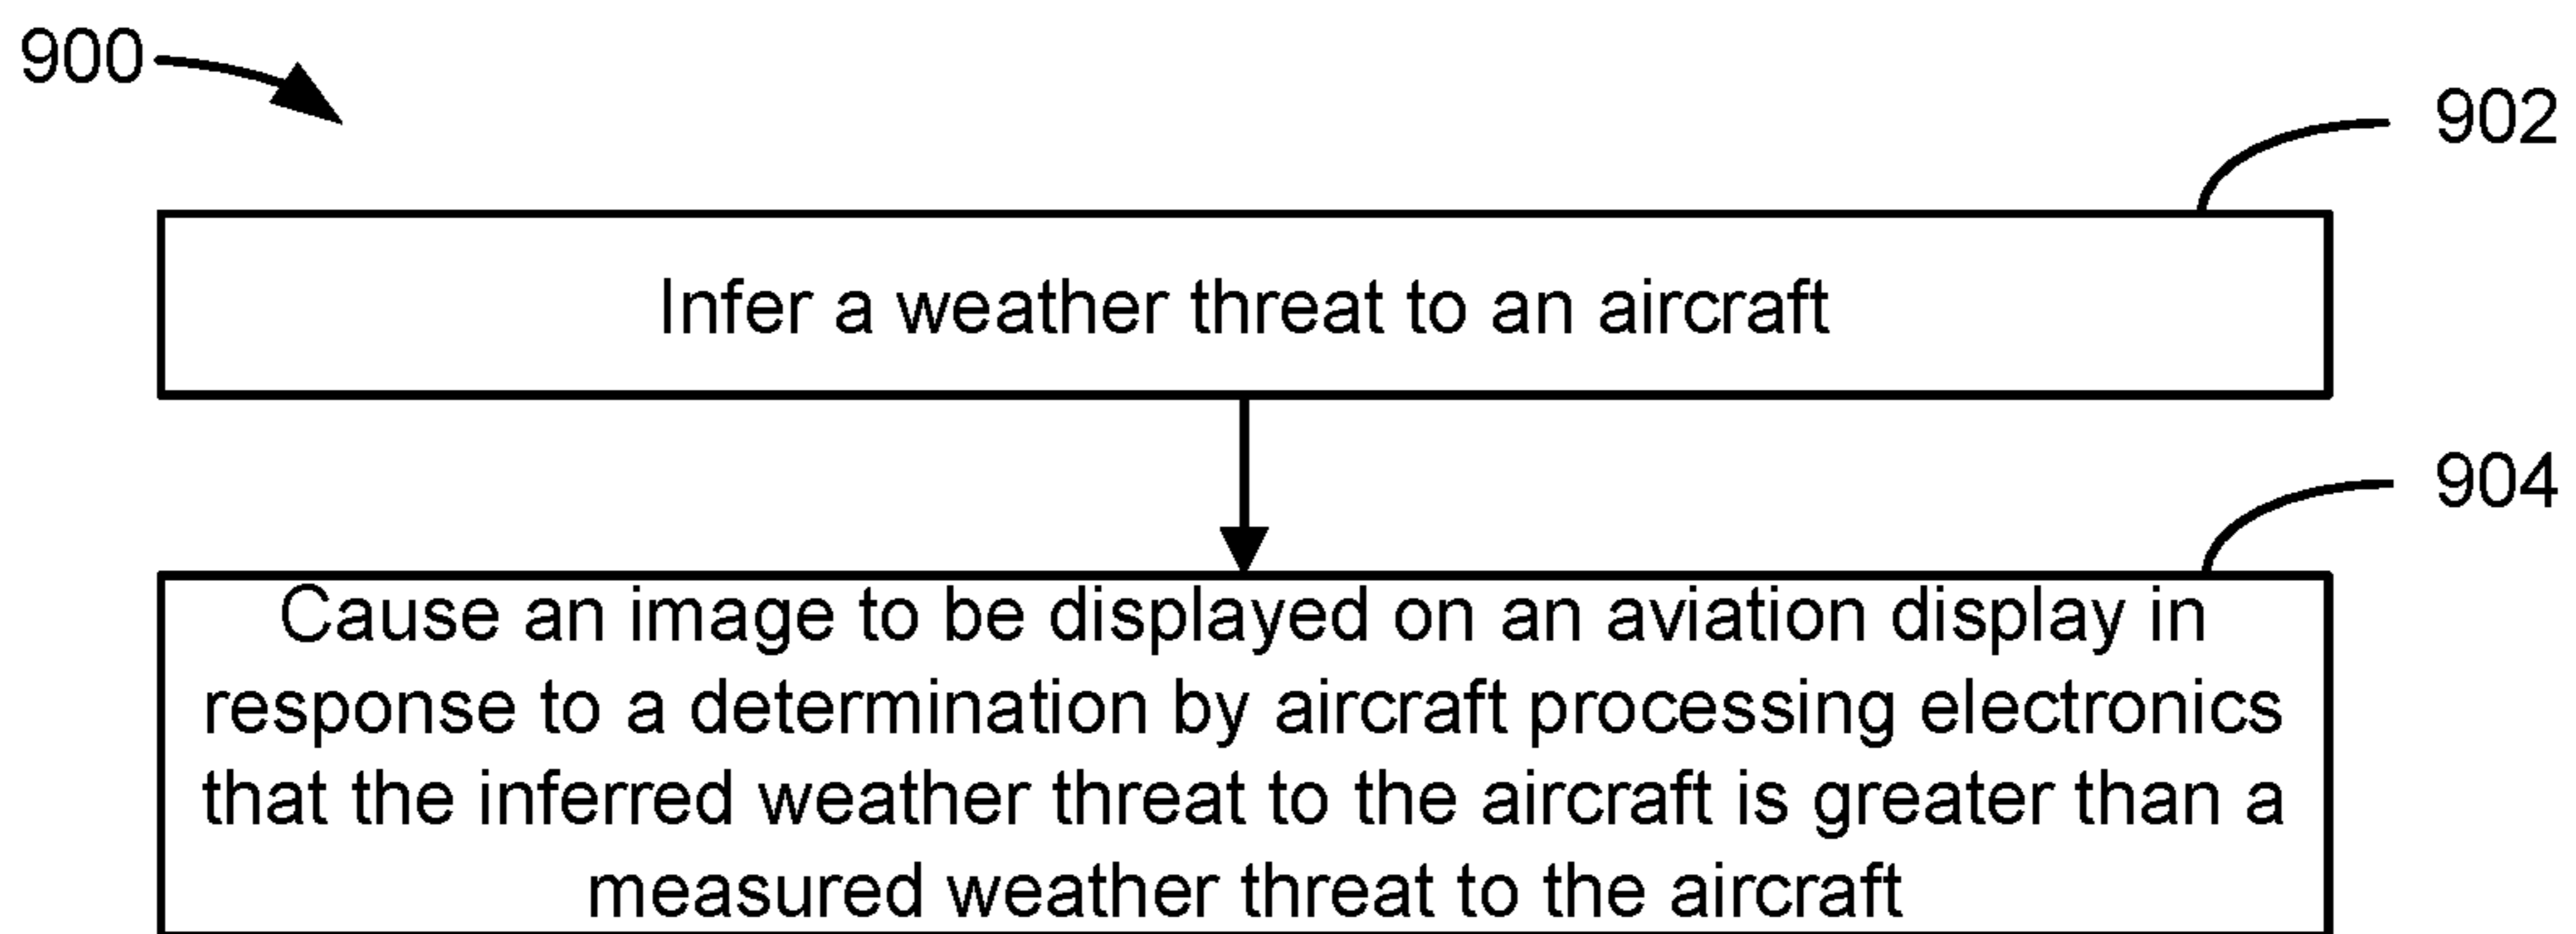 900
902
Infer a weather threat to an aircraft
904
Cause an image to be displayed on an aviation display in
response to a determination by aircraft processing electronics
that the inferred weather threat to the aircraft is greater than a
measured weather threat to the aircraft